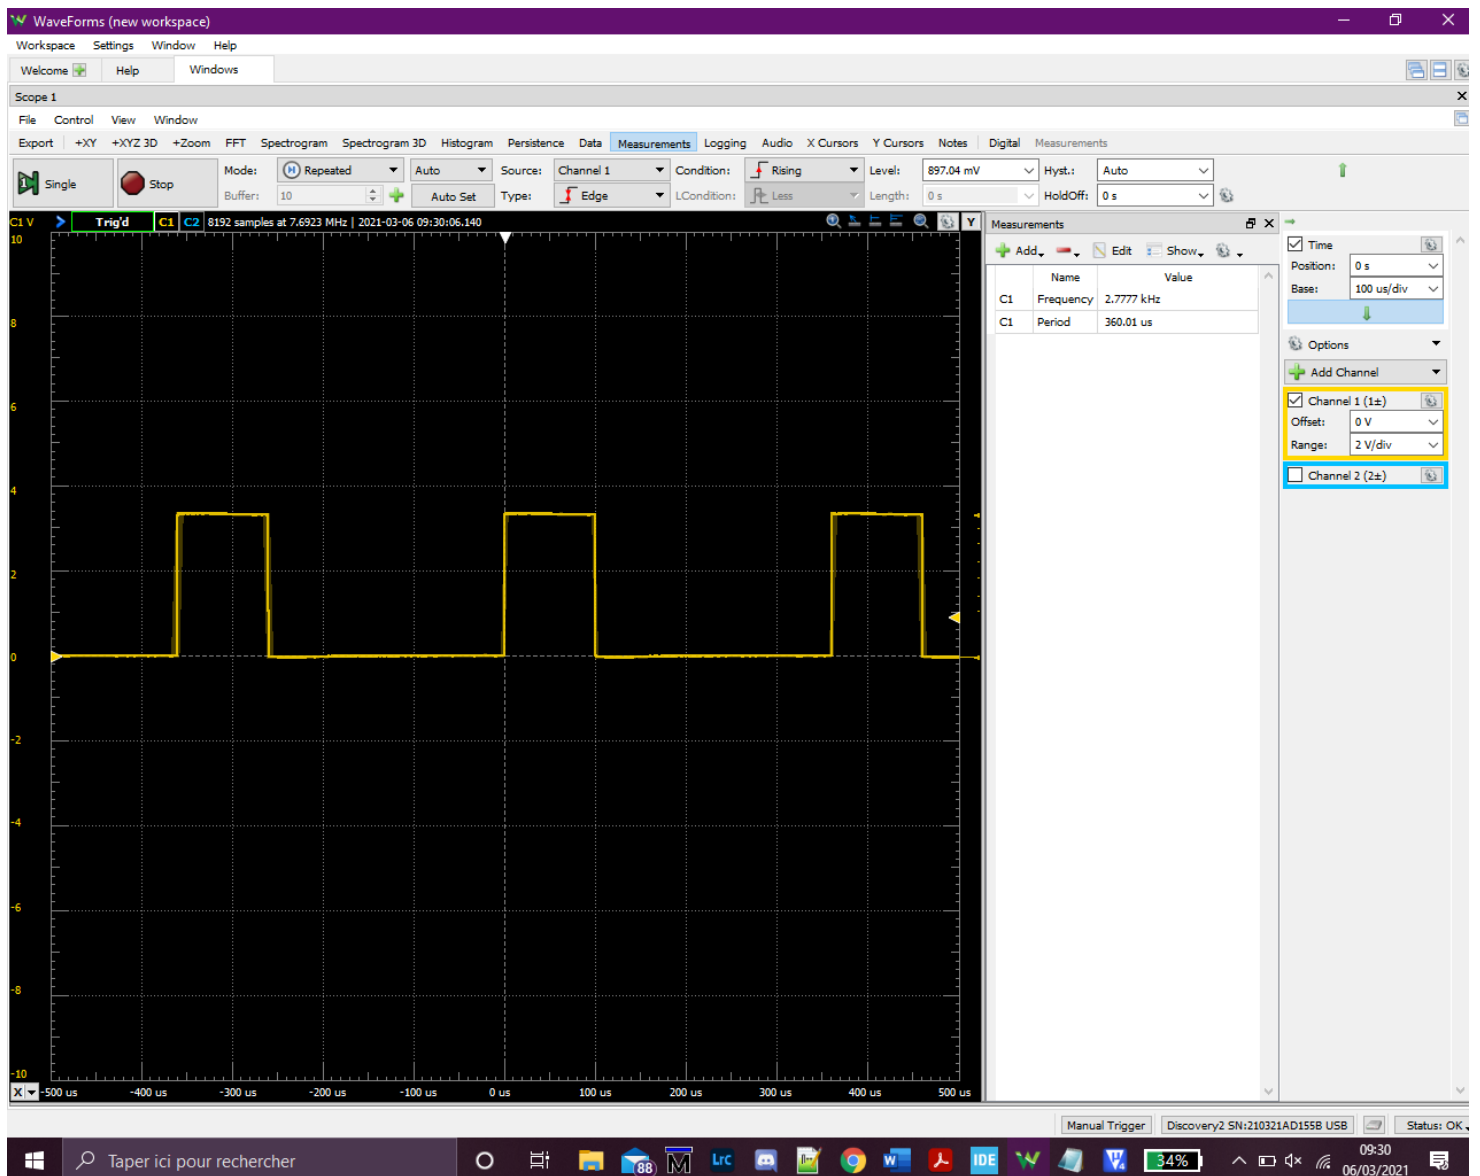 WaveForms (new workspace)
Workspace Settings Window Help
Welcome Help Windows
Scope 1
File Control View Window
Export +XY +XYZ 3D +Zoom FFT Spectrogram Spectrogram 3D Histogram Persistence Data Measurements Logging Audio X Cursors Y Cursors Notes Digital Measurements
Single Stop Mode: Repeated Auto Source: Channel 1 Condition: Rising Level: 897.04 mV Hyst.: Auto
Buffer: 10 Auto Set Type: Edge LCondition: Less Length: 0 s HoldOff: 0 s
C1 V Trig'd C1 C2 8192 samples at 7.6923 MHz | 2021-03-06 09:30:06.140 Y
10
8
6
4
2
0
-2
-4
-6
-8
-10
X -500 us -400 us -300 us -200 us -100 us 0 us 100 us 200 us 300 us 400 us 500 us
Measurements
Add Edit Show
Name Value
C1 Frequency 2.7777 kHz
C1 Period 360.01 us
Time
Position: 0 s
Base: 100 us/div
Options
Add Channel
Channel 1 (1±)
Offset: 0 V
Range: 2 V/div
Channel 2 (2±)
Manual Trigger Discovery2 SN:210321AD155B USB Status: OK
Taper ici pour rechercher 88 M Lrc W IDE V4 34% 09:30
06/03/2021